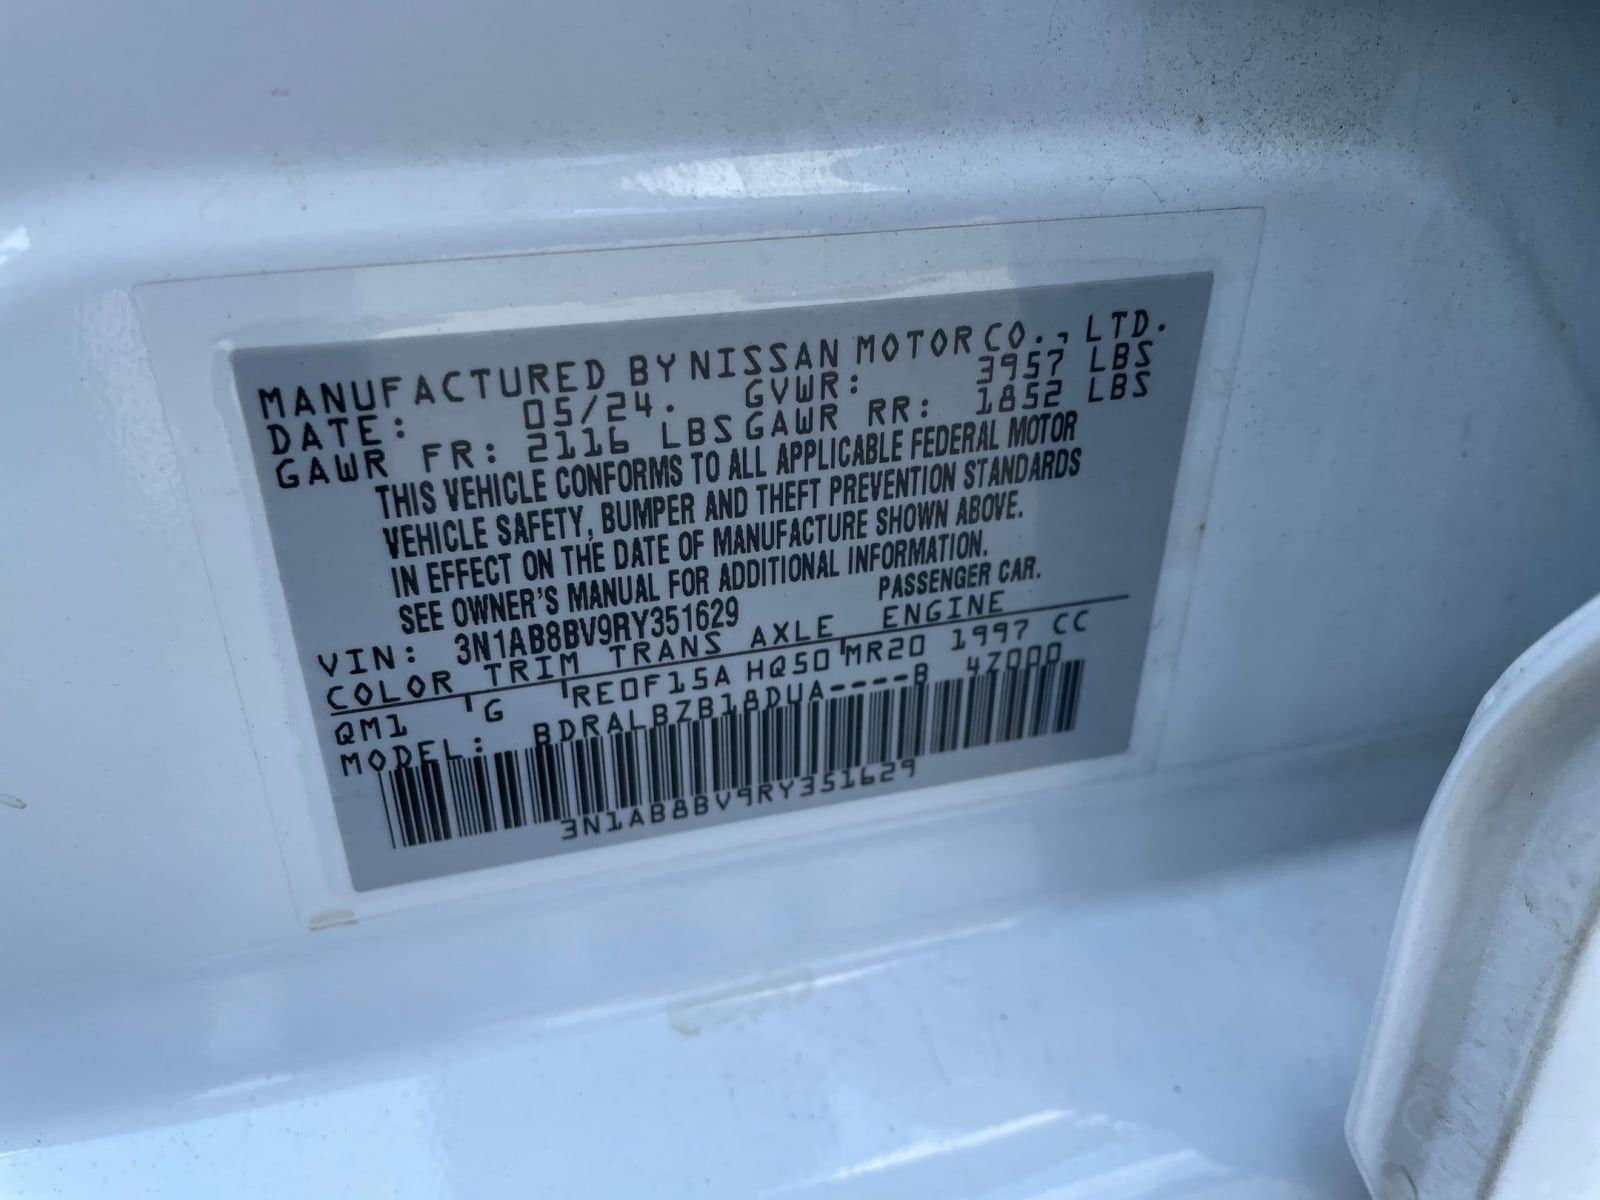 MANUFACTURED BY NISSAN MOTOR CO., LTD.
DATE: 05/24. GVWR: 3957 LBS
GAWR FR: 2116 LBS GAWR RR: 1852 LBS
THIS VEHICLE CONFORMS TO ALL APPLICABLE FEDERAL MOTOR
VEHICLE SAFETY, BUMPER AND THEFT PREVENTION STANDARDS
IN EFFECT ON THE DATE OF MANUFACTURE SHOWN ABOVE.
SEE OWNER'S MANUAL FOR ADDITIONAL INFORMATION.
VIN: 3N1AB8BV9RY351629 PASSENGER CAR.
COLOR TRIM TRANS AXLE ENGINE
QM1 G RE0F15A HQ50 MR20 1997 CC
MODEL: BDRALBZB18DUA----B 47000
3N1AB8BV9RY351629